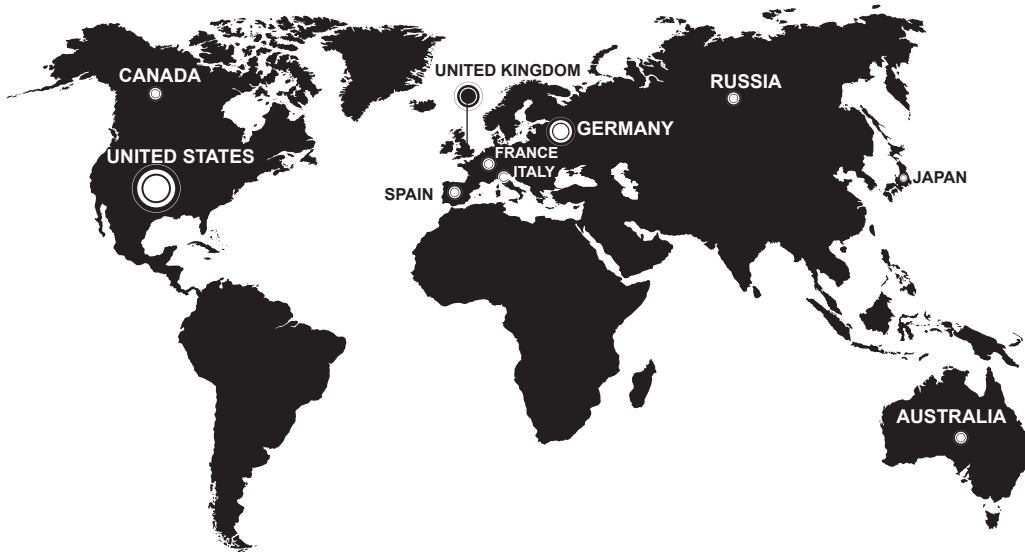 UNITED KINGDOM
CANADA
RUSSIA
GERMANY
FRANCE
UNITED STATES
ITALY
JAPAN
SPAIN
AUSTRALIA